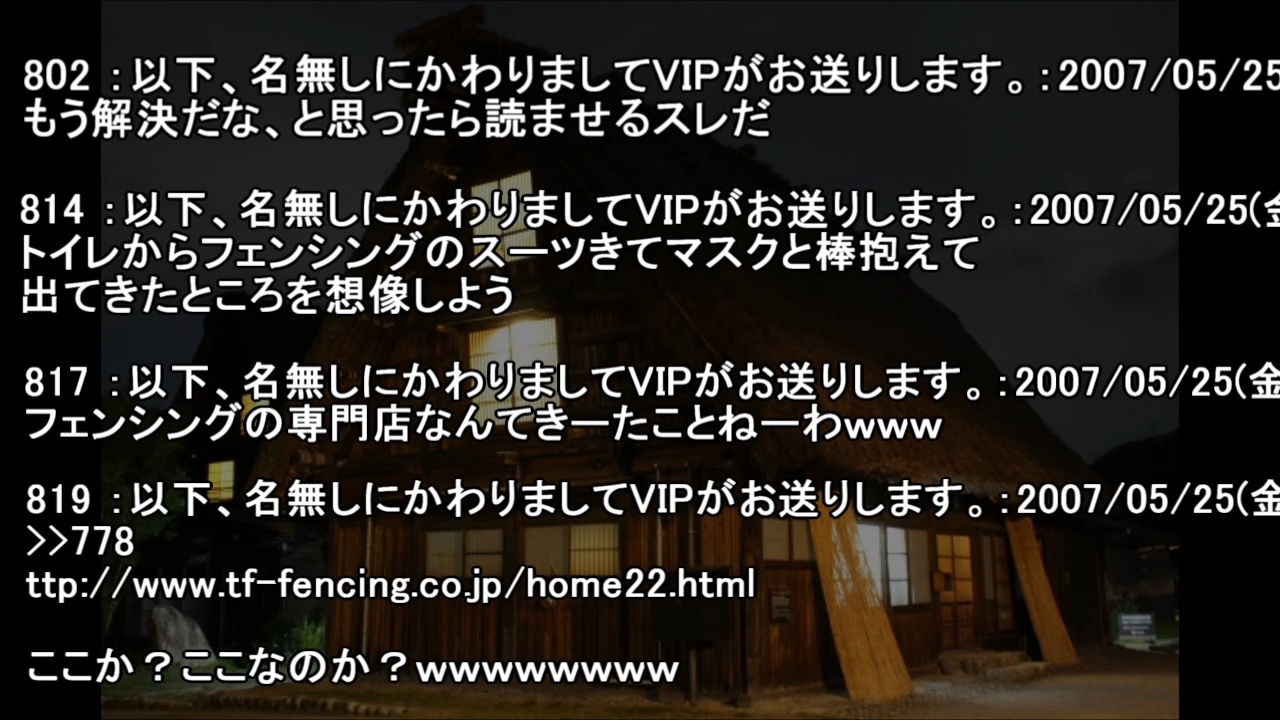 802 ：以下、名無しにかわりましてVIPがお送りします。：2007/05/25
もう解決だな、と思ったら読ませるスレだ
814 ：以下、名無しにかわりましてVIPがお送りします。：2007/05/25(金
トイレからフェンシングのスーツきてマスクと棒抱えて
出てきたところを想像しよう
817 ：以下、名無しにかわりましてVIPがお送りします。：2007/05/25(金
フェンシングの専門店なんてきーたことねーわwww
819 ：以下、名無しにかわりましてVIPがお送りします。：2007/05/25(金
>>778
ttp://www.tf-fencing.co.jp/home22.html
ここか？ここなのか？wwwwwwwww